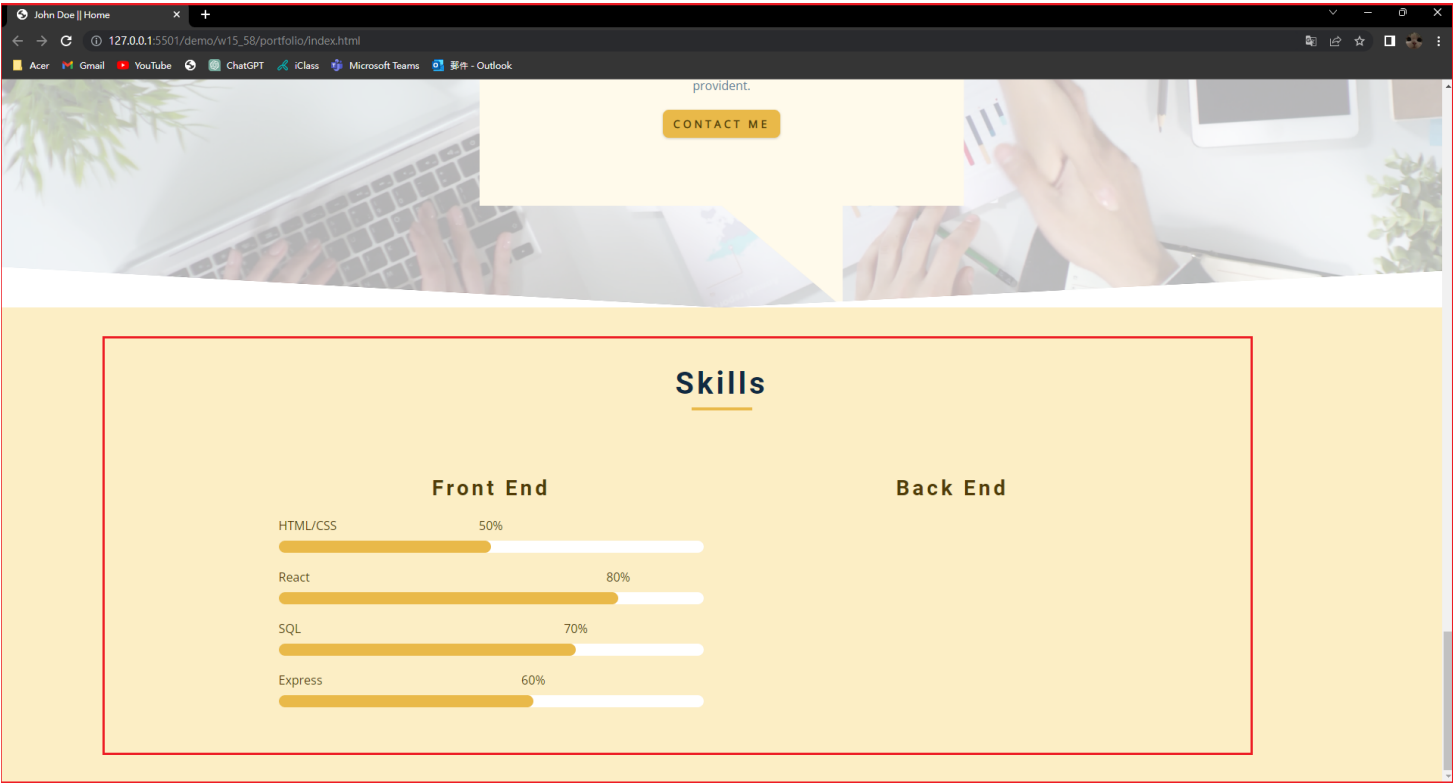 John Doe || Home
127.0.0.1:5501/demo/w15_58/portfolio/index.html
Acer Gmail YouTube ChatGPT iClass Microsoft Teams 郵件 - Outlook
provident.
CONTACT ME
Skills
Front End
HTML/CSS 50%
React 80%
SQL 70%
Express 60%
Back End